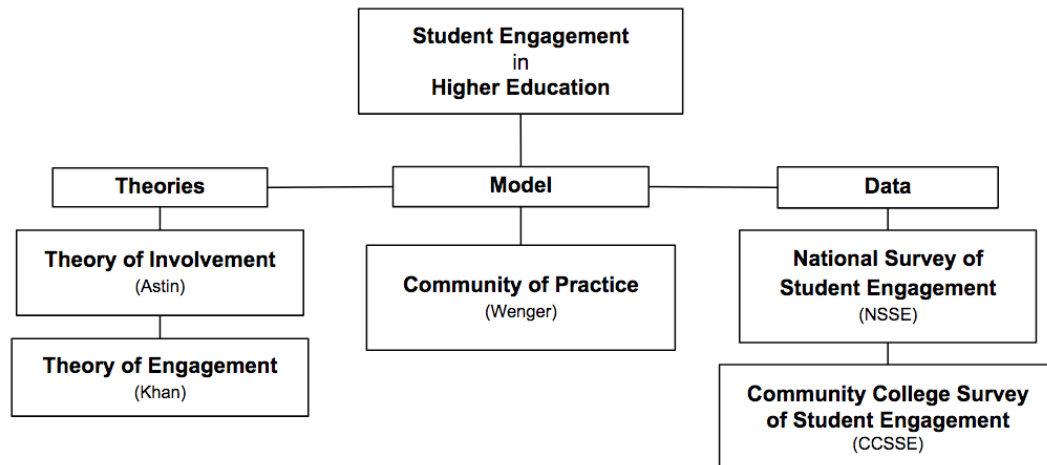 Student Engagement
in
Higher Education
Theories
Model
Data
Theory of Involvement
(Astin)
Theory of Engagement
(Khan)
Community of Practice
(Wenger)
National Survey of
Student Engagement
(NSSE)
Community College Survey
of Student Engagement
(CCSSE)